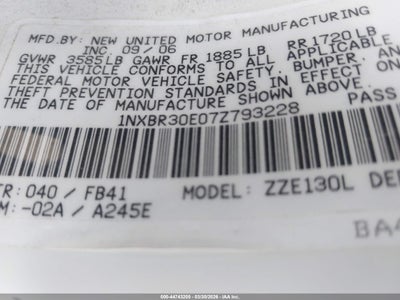 MFD.BY: NEW UNITED MOTOR MANUFACTURING
INC. 09/06
GVWR 3585LB GAWR FR 1885LB RR 1720LB
THIS VEHICLE CONFORMS TO ALL APPLICABLE
FEDERAL MOTOR VEHICLE SAFETY, BUMPER, AND
THEFT PREVENTION STANDARDS IN EFFECT ON
THE DATE OF MANUFACTURE SHOWN ABOVE.
1NXBR30E07Z793228 PASS
TR: 040 / FB41 MODEL: ZZE130L DE
M:-02A / A245E
BA4